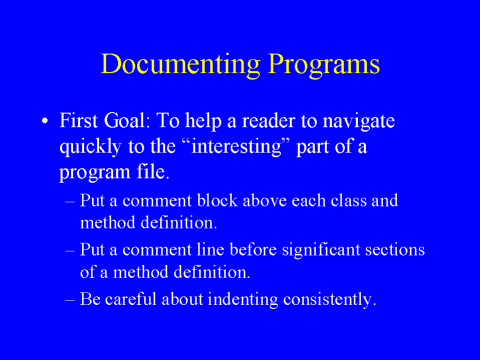 Documenting Programs
• First Goal: To help a reader to navigate
quickly to the “interesting” part of a
program file.
– Put a comment block above each class and
method definition.
– Put a comment line before significant sections
of a method definition.
– Be careful about indenting consistently.